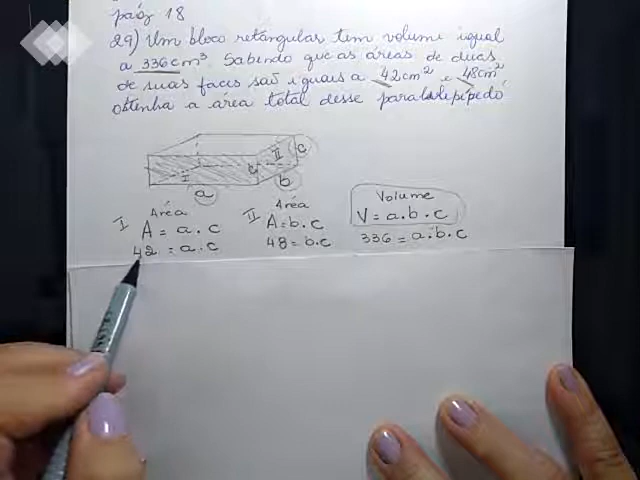 pág 18
29) Um bloco retângular tem volume igual
a 336cm³. Sabendo que as áreas de duas
de suas faces são iguais a 42cm² e 48cm²,
obtenha a área total desse paralelepípedo
I II c
c b
a
I Área
A = a.c
42 = a.c
II Área
A = b.c
48 = b.c
Volume
V = a.b.c
336 = a.b.c